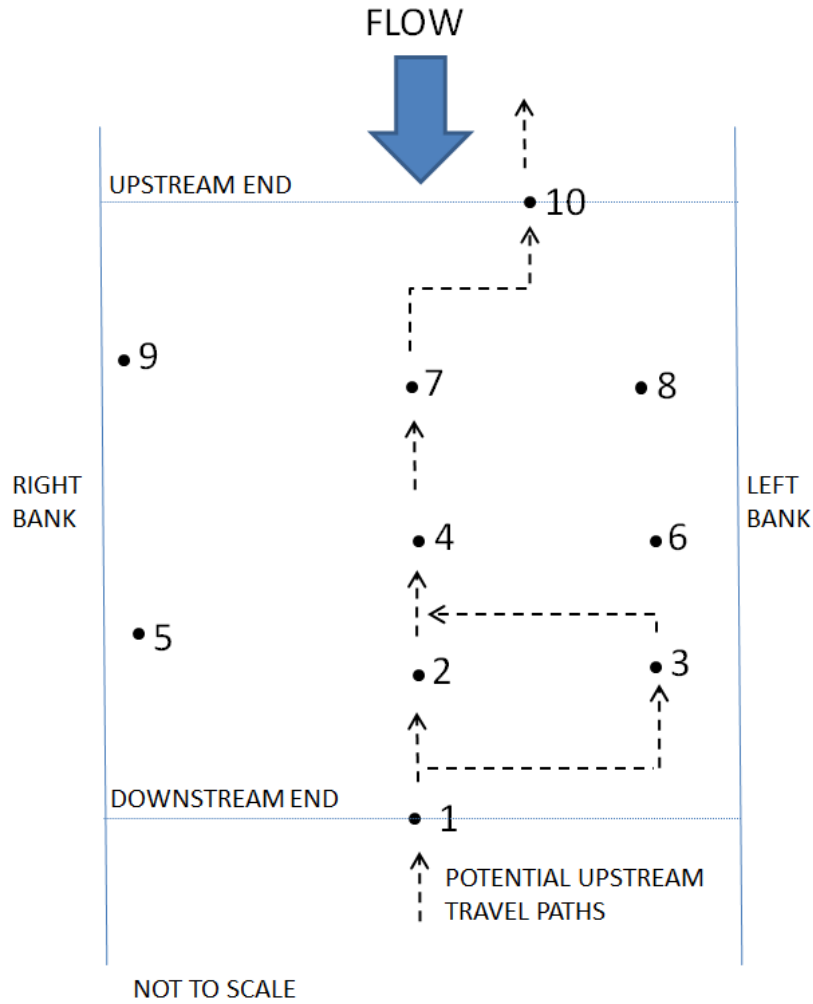 FLOW
UPSTREAM END
10
9
7
8
RIGHT
BANK
LEFT
BANK
4
6
5
2
3
DOWNSTREAM END
1
POTENTIAL UPSTREAM
TRAVEL PATHS
NOT TO SCALE